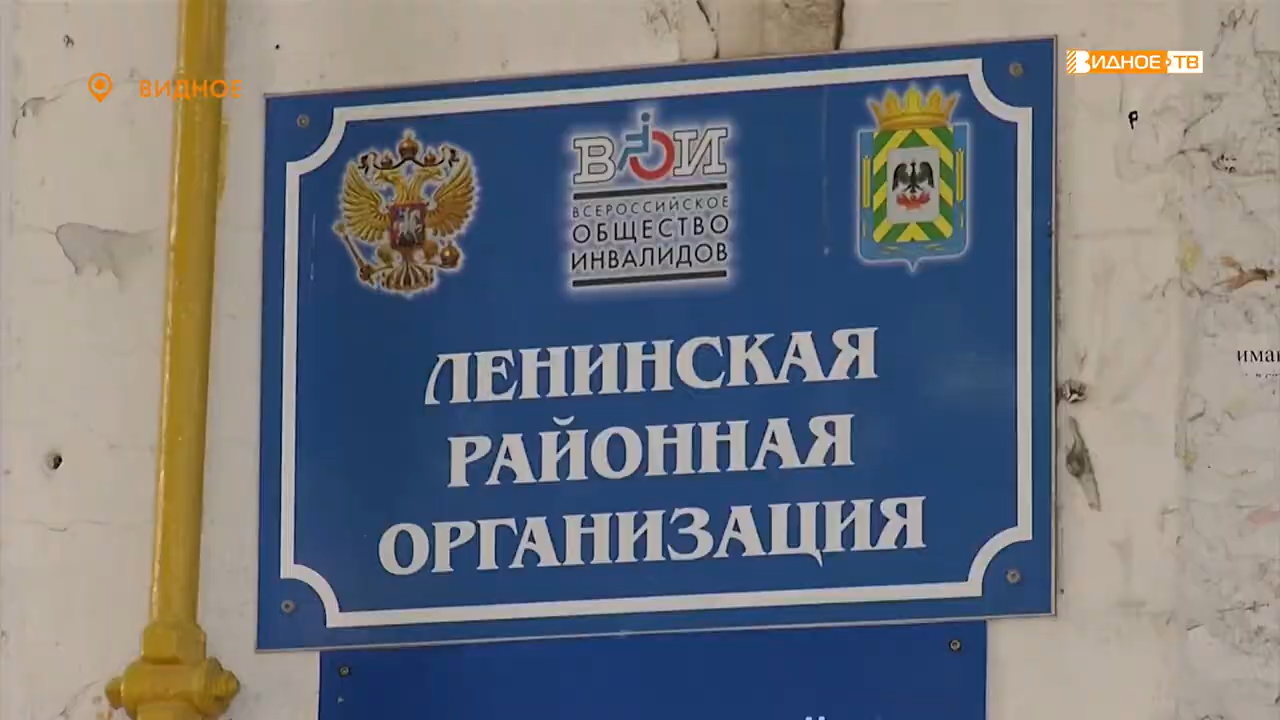 ВИДНОЕ
ВИДНОЕ ТВ
ВОИ
ВСЕРОССИЙСКОЕ
ОБЩЕСТВО
ИНВАЛИДОВ
ЛЕНИНСКАЯ
РАЙОННАЯ
ОРГАНИЗАЦИЯ